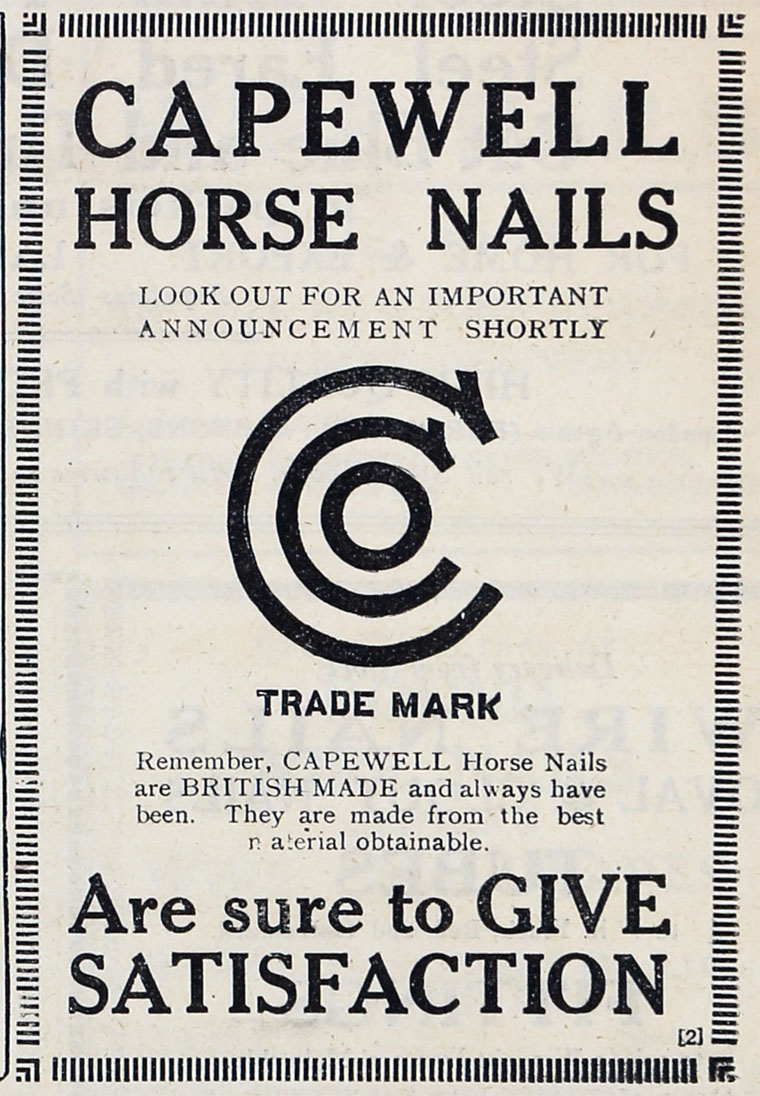 CAPEWELL
HORSE NAILS
LOOK OUT FOR AN IMPORTANT
ANNOUNCEMENT SHORTLY
TRADE MARK
Remember, CAPEWELL Horse Nails
are BRITISH MADE and always have
been. They are made from the best
material obtainable.
Are sure to GIVE
SATISFACTION
[2]